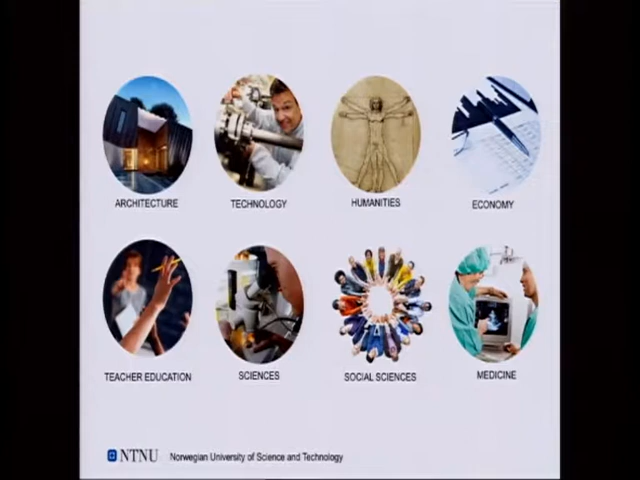 ARCHITECTURE
TECHNOLOGY
HUMANITIES
ECONOMY
TEACHER EDUCATION
SCIENCES
SOCIAL SCIENCES
MEDICINE
NTNU Norwegian University of Science and Technology